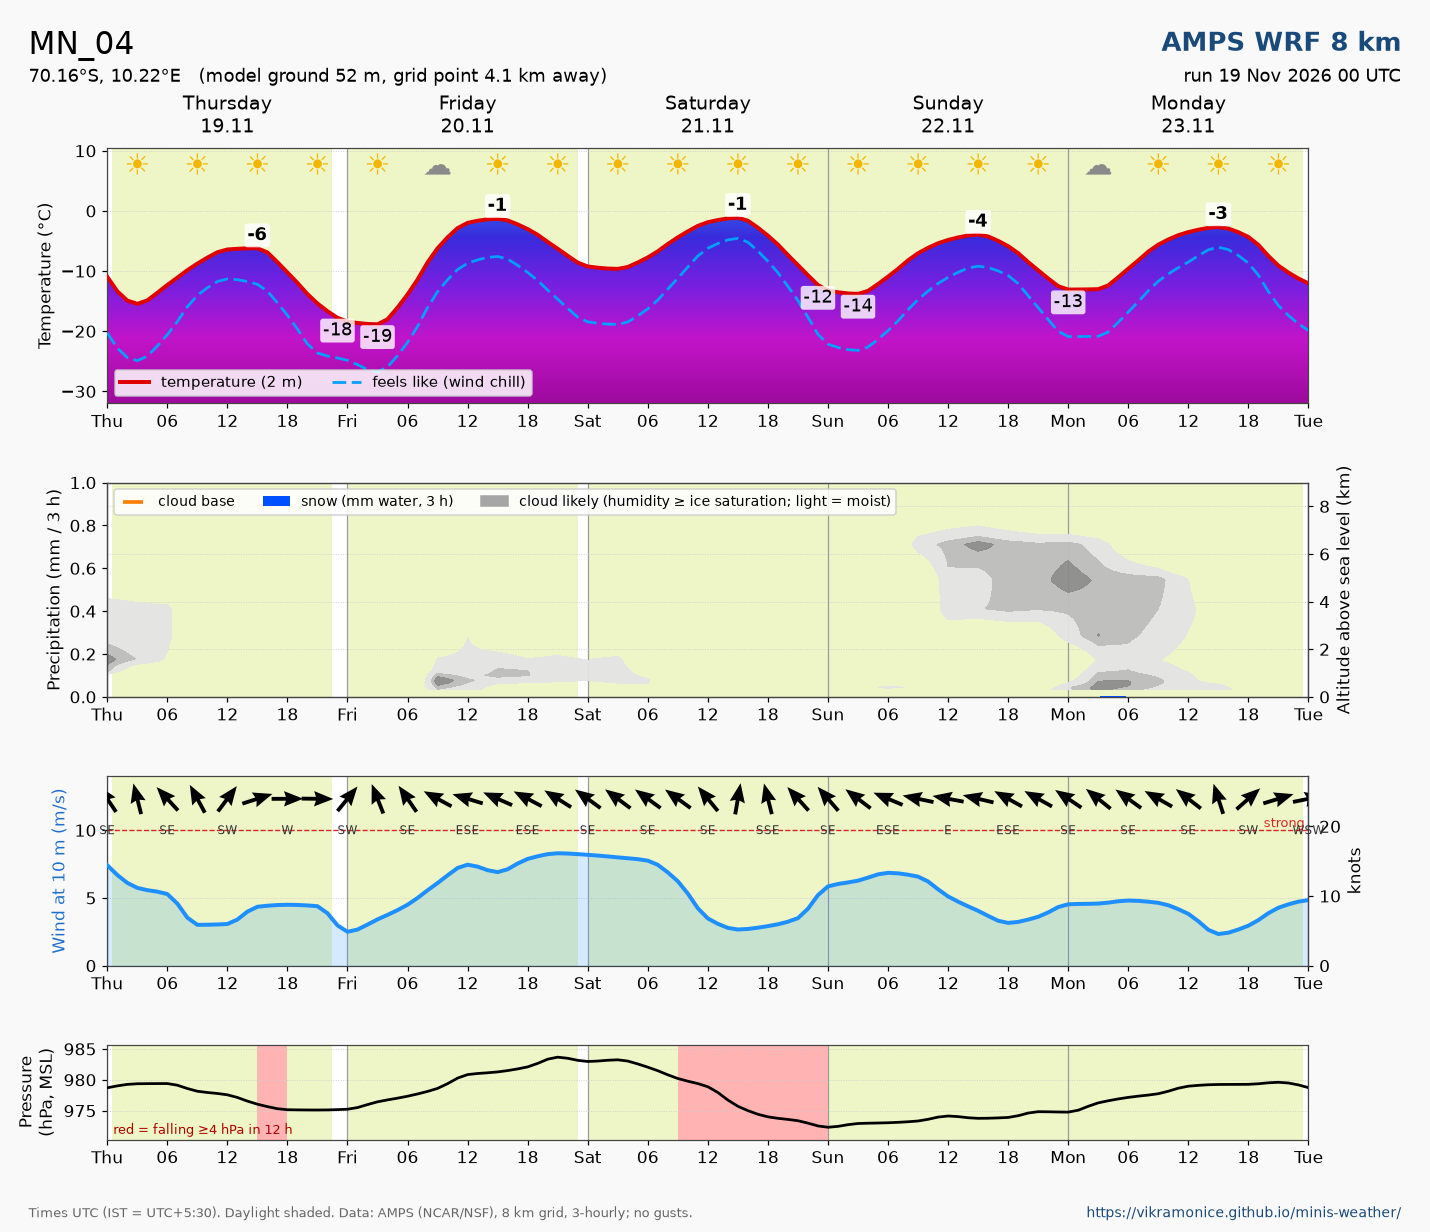 MN_04
AMPS WRF 8 km
70.16°S, 10.22°E (model ground 52 m, grid point 4.1 km away)
run 19 Nov 2026 00 UTC
Thursday Friday Saturday Sunday Monday
19.11 20.11 21.11 22.11 23.11
Temperature (°C)
10
0
−10
−20
−30
-6 -1 -1 -4 -3
-18 -19 -12 -14 -13
temperature (2 m) feels like (wind chill)
Thu 06 12 18 Fri 06 12 18 Sat 06 12 18 Sun 06 12 18 Mon 06 12 18 Tue
Precipitation (mm / 3 h)
1.0
0.8
0.6
0.4
0.2
0.0
cloud base snow (mm water, 3 h) cloud likely (humidity ≥ ice saturation; light = moist)
8
6
4
2
0
Altitude above sea level (km)
Thu 06 12 18 Fri 06 12 18 Sat 06 12 18 Sun 06 12 18 Mon 06 12 18 Tue
Wind at 10 m (m/s)
10
5
0
SE SE SW W SW SE ESE ESE SE SE SE SSE SE ESE E ESE SE SE SE SW WSW
strong
20
10
0
knots
Thu 06 12 18 Fri 06 12 18 Sat 06 12 18 Sun 06 12 18 Mon 06 12 18 Tue
Pressure
(hPa, MSL)
985
980
975
red = falling ≥4 hPa in 12 h
Thu 06 12 18 Fri 06 12 18 Sat 06 12 18 Sun 06 12 18 Mon 06 12 18 Tue
Times UTC (IST = UTC+5:30). Daylight shaded. Data: AMPS (NCAR/NSF), 8 km grid, 3-hourly; no gusts.
https://vikramonice.github.io/minis-weather/